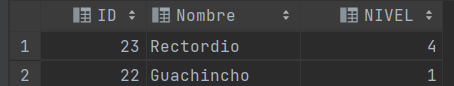 ID Nombre NIVEL
1 23 Rectordio 4
2 22 Guachincho 1